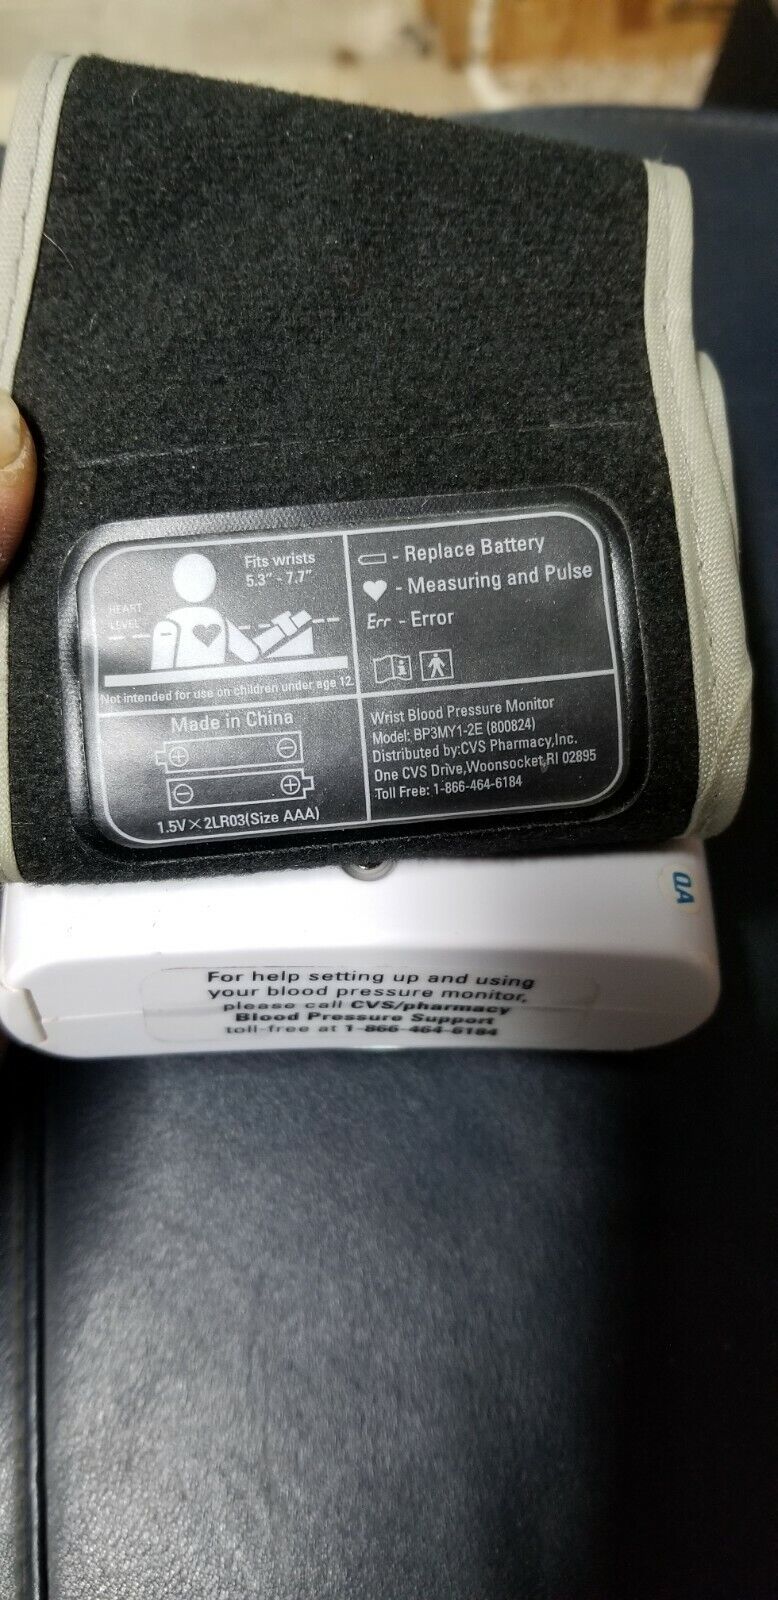 Fits wrists
5.3" - 7.7"
HEART
LEVEL
Not intended for use on children under age 12.
- Replace Battery
- Measuring and Pulse
Err - Error
Made in China
1.5V×2LR03(Size AAA)
Wrist Blood Pressure Monitor
Model: BP3MY1-2E (800824)
Distributed by:CVS Pharmacy,Inc.
One CVS Drive,Woonsocket,RI 02895
Toll Free: 1-866-464-6184
QA
For help setting up and using
your blood pressure monitor,
please call CVS/pharmacy
Blood Pressure Support
toll-free at 1-866-464-6184